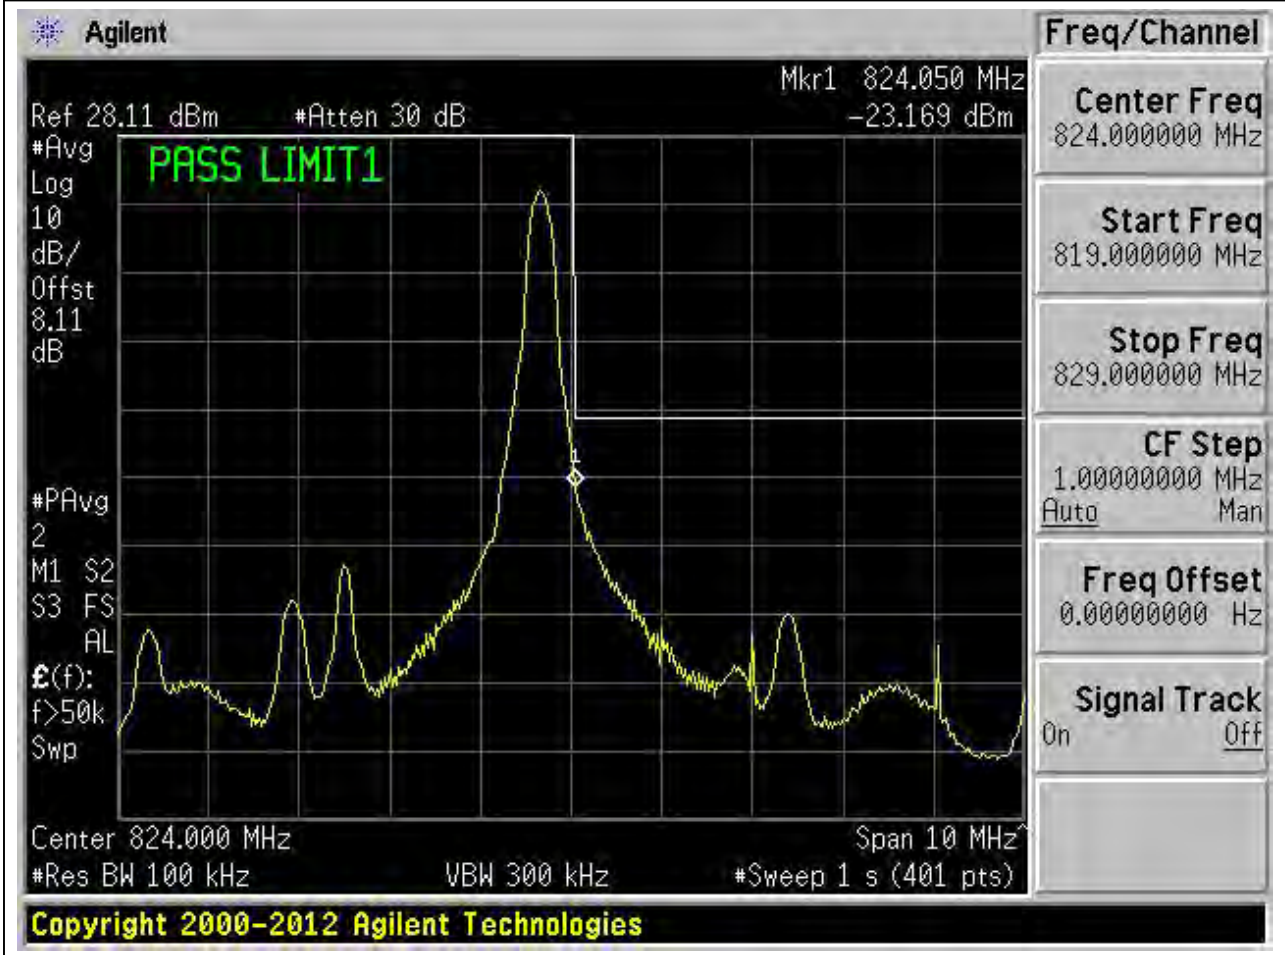 Agilent
Freq/Channel
Mkr1 824.050 MHz
Ref 28.11 dBm #Atten 30 dB -23.169 dBm
#Avg
Log
10
dB/
Offst
8.11
dB
PASS LIMIT1
1
#PAvg
2
M1 S2
S3 FS
AL
£(f):
f>50k
Swp
Center 824.000 MHz Span 10 MHz^
#Res BW 100 kHz VBW 300 kHz #Sweep 1 s (401 pts)
Center Freq
824.000000 MHz
Start Freq
819.000000 MHz
Stop Freq
829.000000 MHz
CF Step
1.00000000 MHz
Auto Man
Freq Offset
0.00000000 Hz
Signal Track
On Off
Copyright 2000-2012 Agilent Technologies